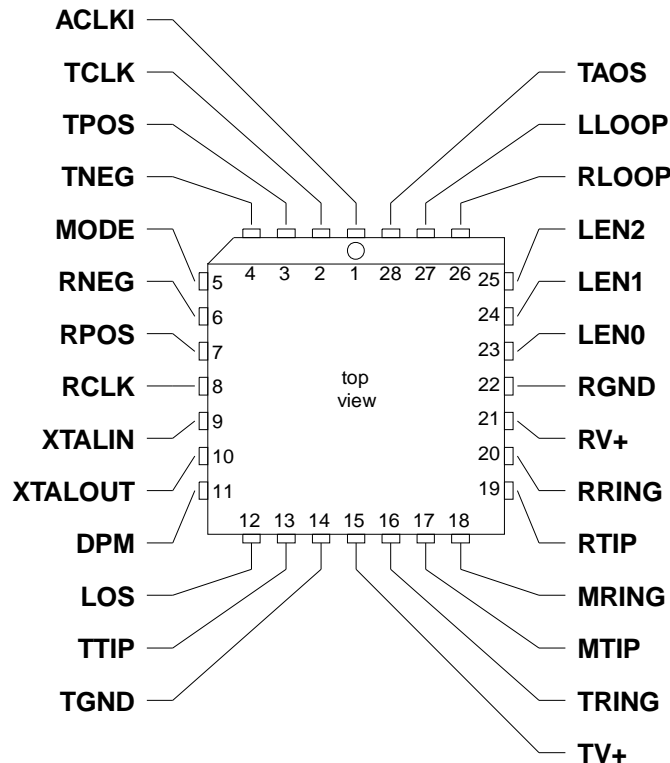 ACLKI
TCLK
TPOS
TNEG
MODE
RNEG
RPOS
RCLK
XTALIN
XTALOUT
DPM
LOS
TTIP
TGND
TAOS
LLOOP
RLOOP
LEN2
LEN1
LEN0
RGND
RV+
RRING
RTIP
MRING
MTIP
TRING
TV+
4 3 2 1 28 27 26
5
6
7
8
9
10
11
25
24
23
22
21
20
19
top
view
12 13 14 15 16 17 18